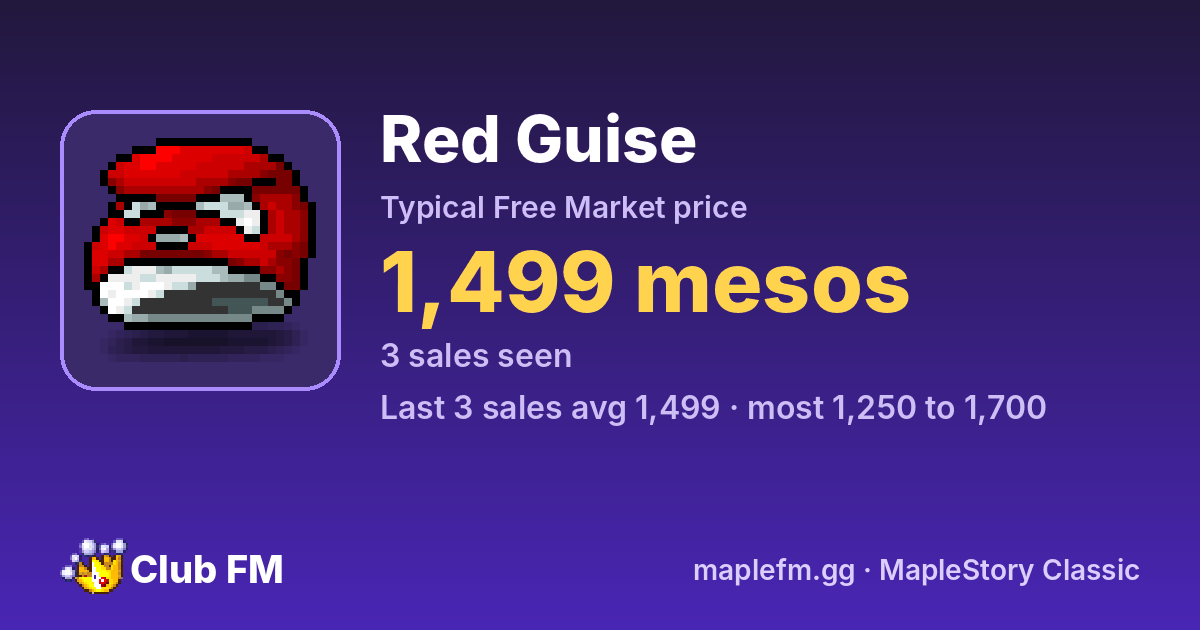 Red Guise
Typical Free Market price
1,499 mesos
3 sales seen
Last 3 sales avg 1,499 · most 1,250 to 1,700
Club FM
maplefm.gg · MapleStory Classic